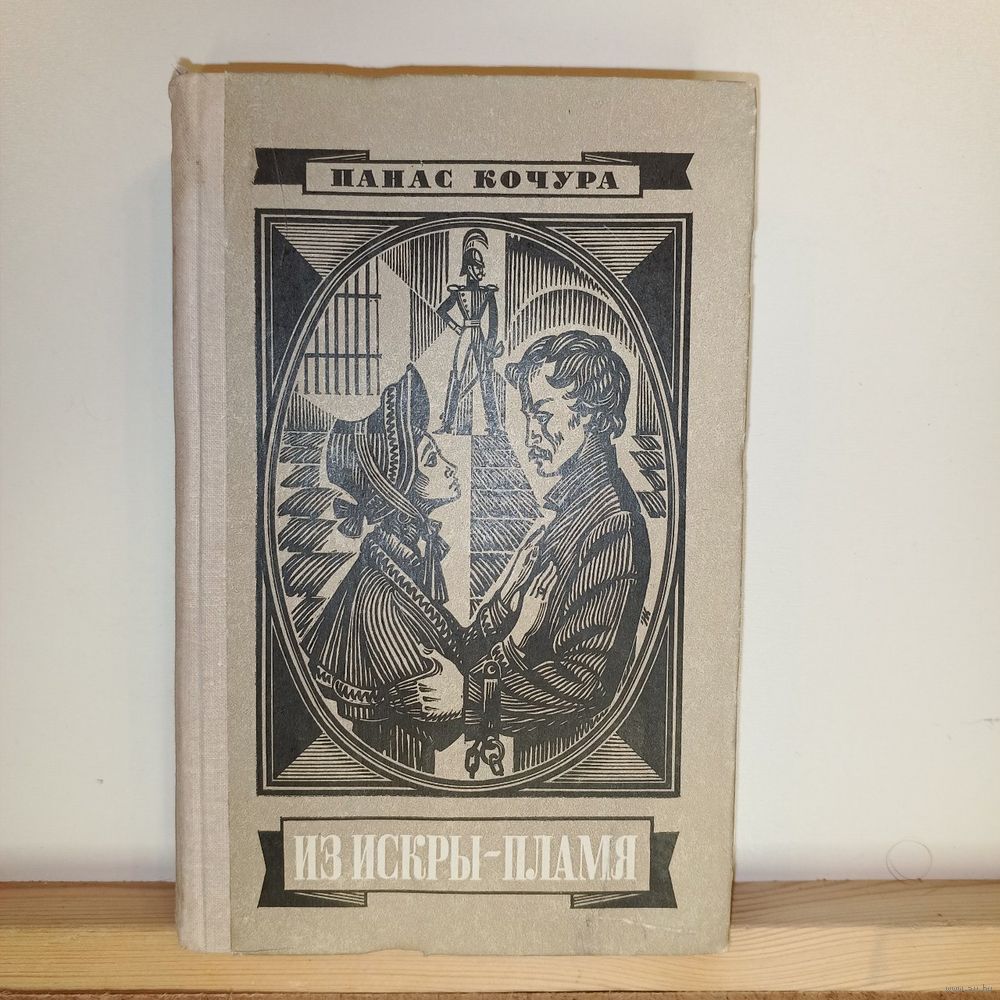 ПАНАС КОЧУРА
ИЗ ИСКРЫ-ПЛАМЯ